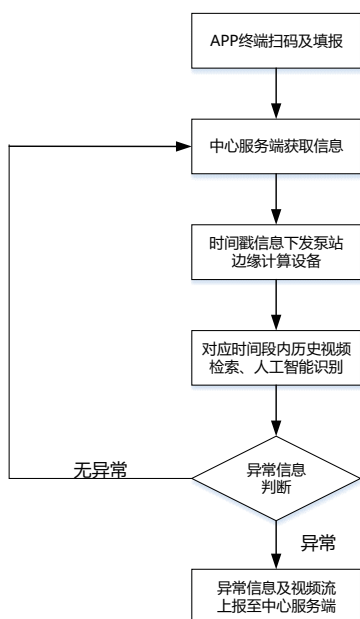 APP终端扫码及填报
中心服务端获取信息
时间戳信息下发泵站
边缘计算设备
对应时间段内历史视频
检索、人工智能识别
异常信息
判断
无异常
异常
异常信息及视频流
上报至中心服务端